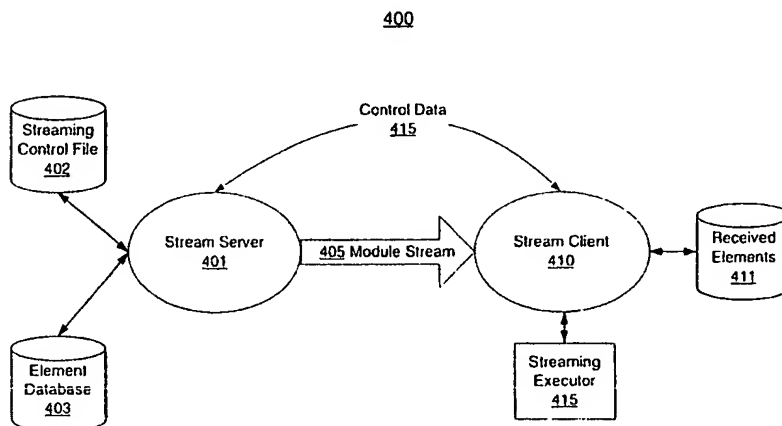 400
Streaming
Control File
402
Control Data
415
Stream Server
401
405 Module Stream
Stream Client
410
Received
Elements
411
Element
Database
403
Streaming
Executor
415